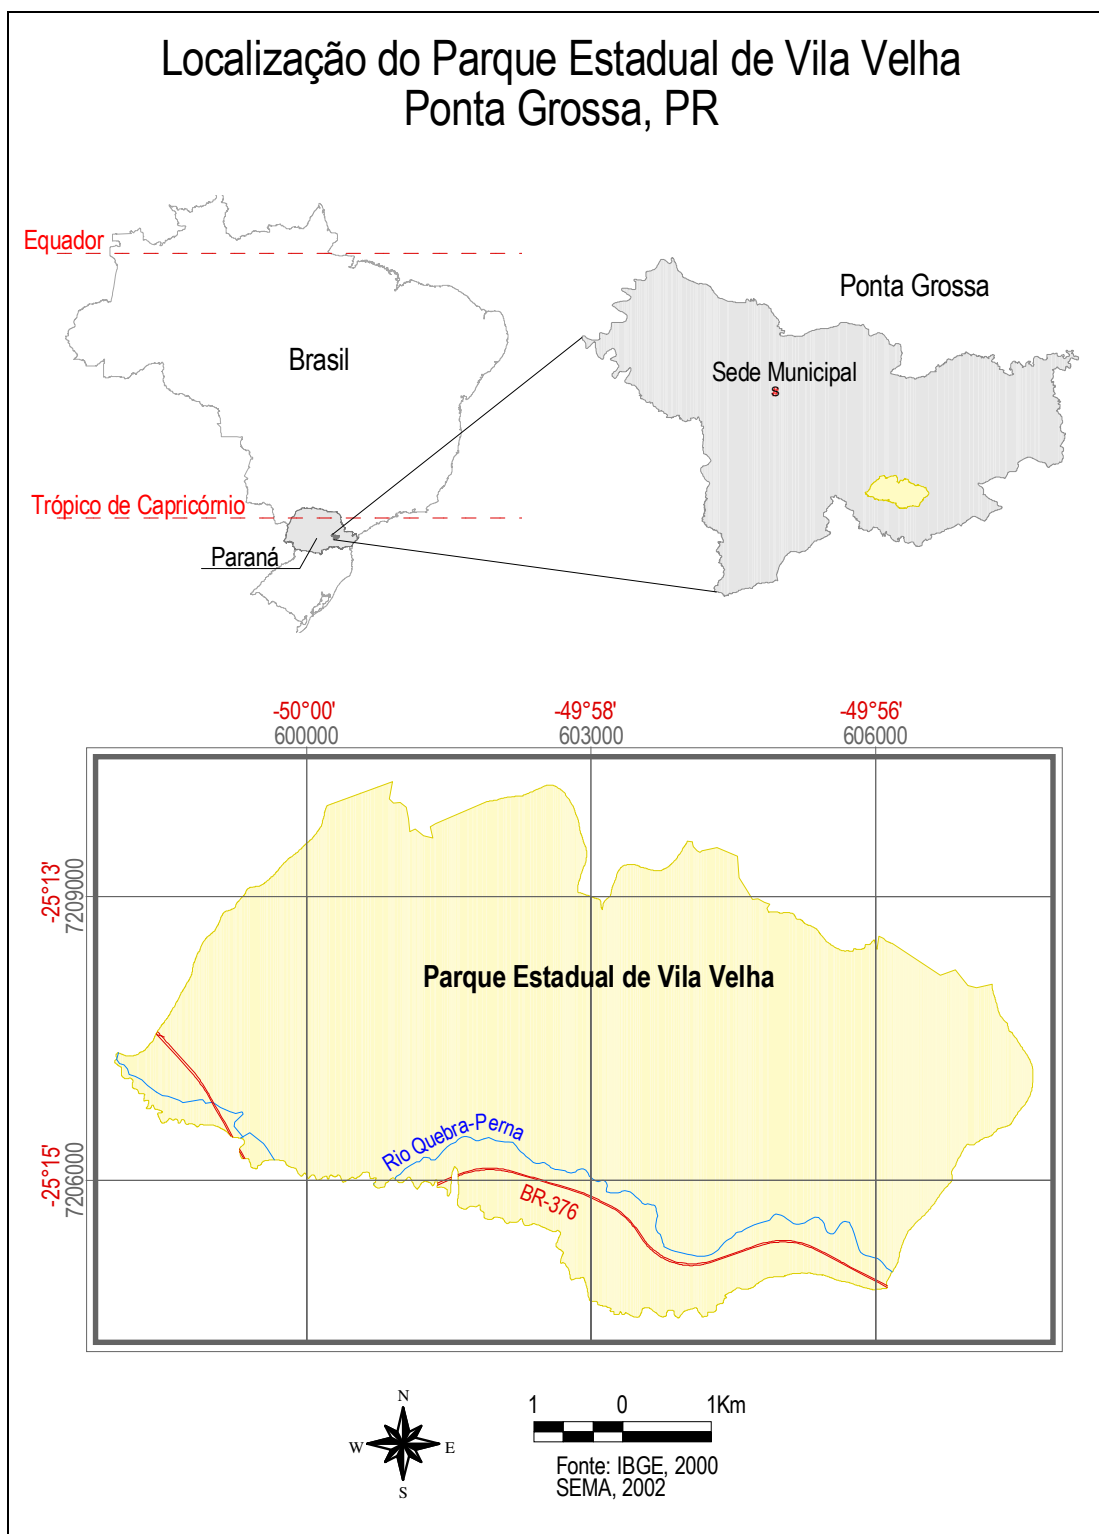 Localização do Parque Estadual de Vila Velha
Ponta Grossa, PR
Equador
Ponta Grossa
Brasil
Sede Municipal
S
Trópico de Capricórnio
Paraná
-50°00' -49°58' -49°56'
600000 603000 606000
-25°13'
7209000
Parque Estadual de Vila Velha
Rio Quebra-Perna
-25°15'
7206000
BR-376
N
W E
S
1 0 1Km
Fonte: IBGE, 2000
SEMA, 2002